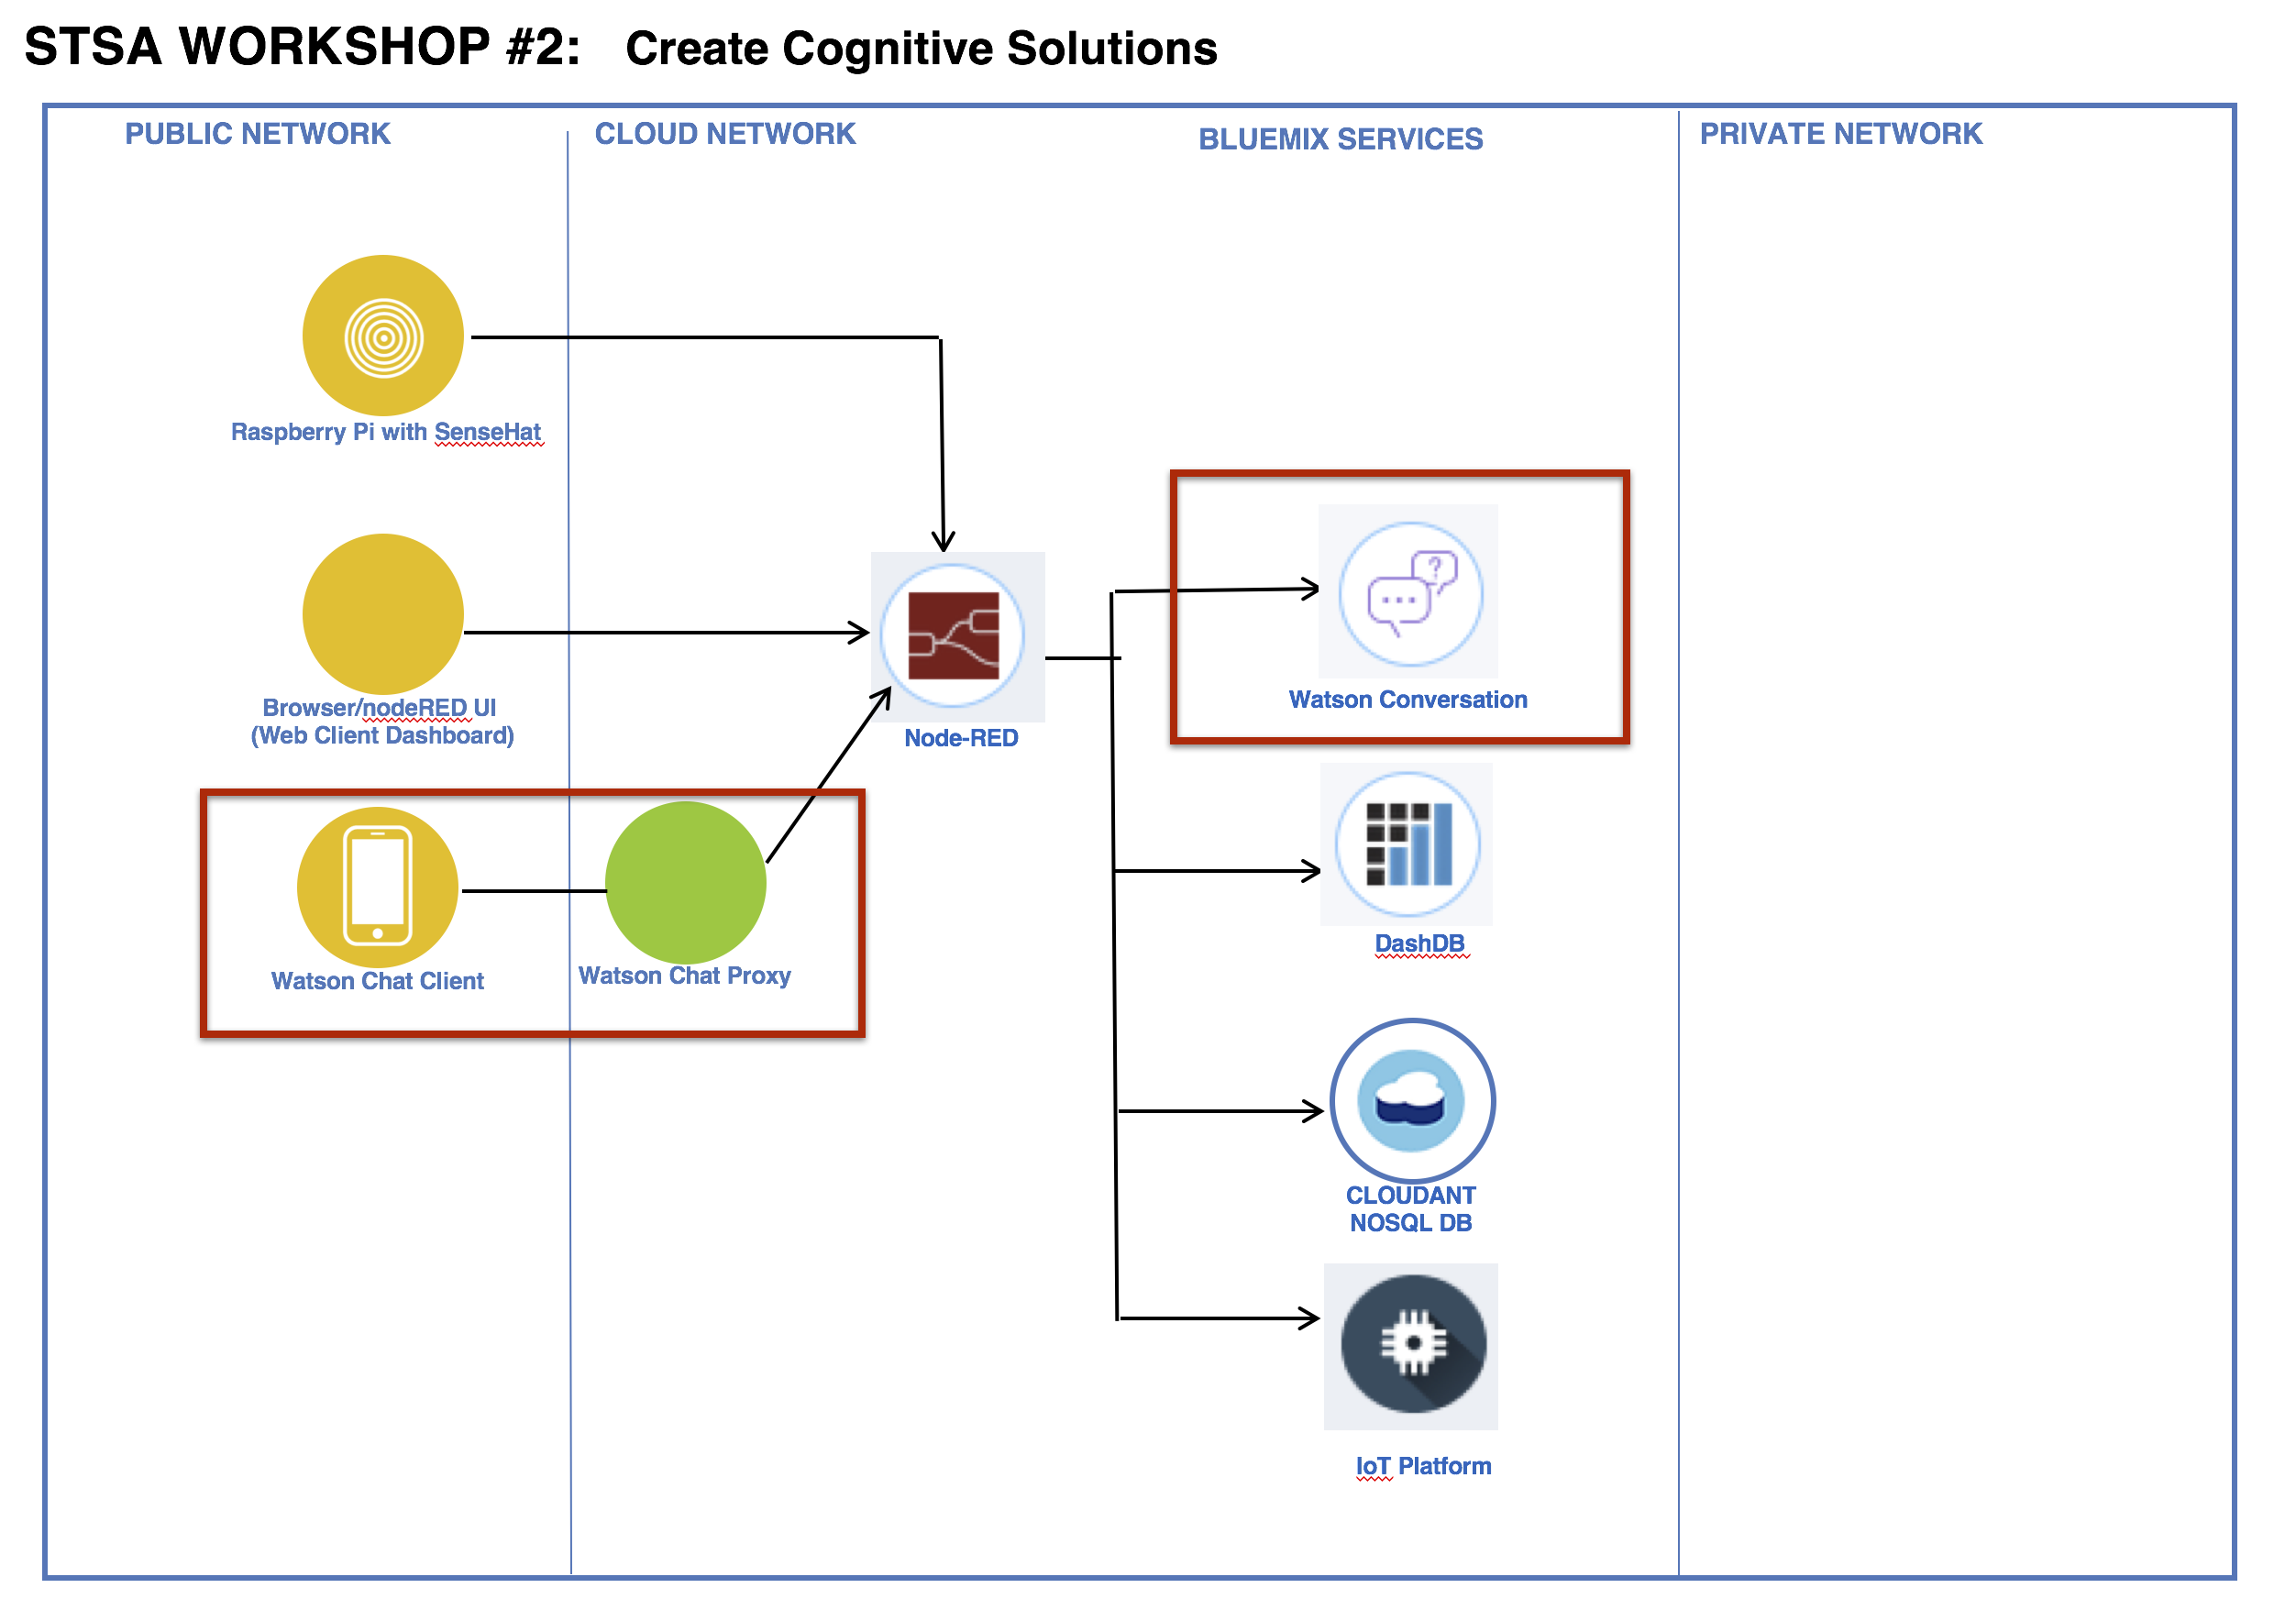 STSA WORKSHOP #2: Create Cognitive Solutions
PUBLIC NETWORK
CLOUD NETWORK
BLUEMIX SERVICES
PRIVATE NETWORK
Raspberry Pi with SenseHat
Browser/nodeRED UI
(Web Client Dashboard)
Node-RED
Watson Conversation
?
Watson Chat Client
Watson Chat Proxy
DashDB
CLOUDANT
NOSQL DB
IoT Platform